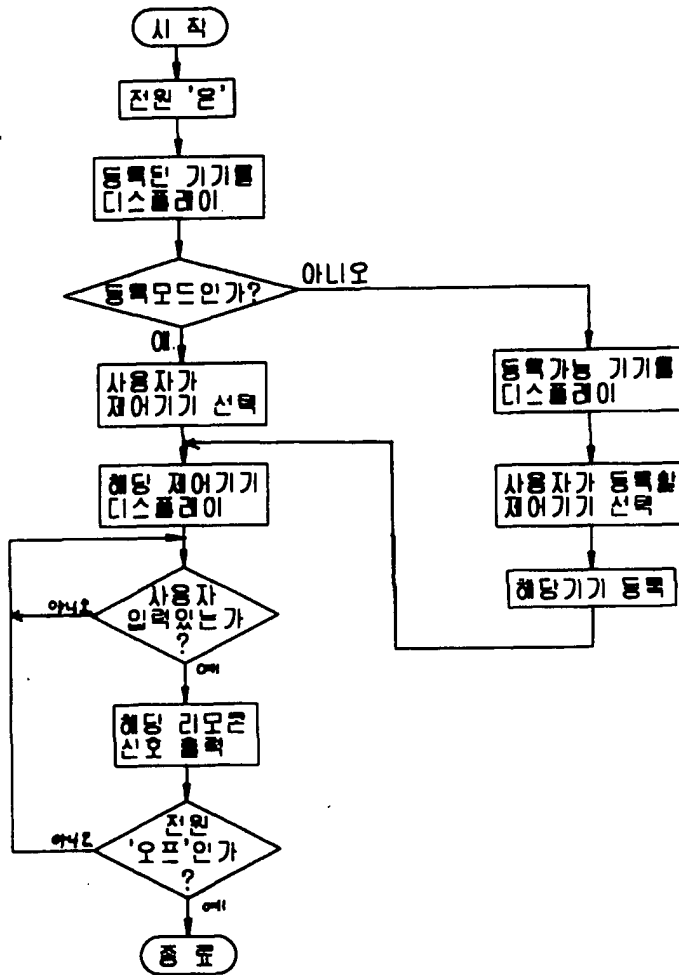 시 작
전원 '온'
등록된 기기를
디스플레이
등록모드인가?
아니오
예
사용자가
제어기기 선택
등록가능 기기를
디스플레이
해당 제어기기
디스플레이
사용자가 등록할
제어기기 선택
사용자
입력있는가
?
아니오
예
해당기기 등록
해당 리모콘
신호 출력
전원
'오프'인가
?
아니오
예
종 료